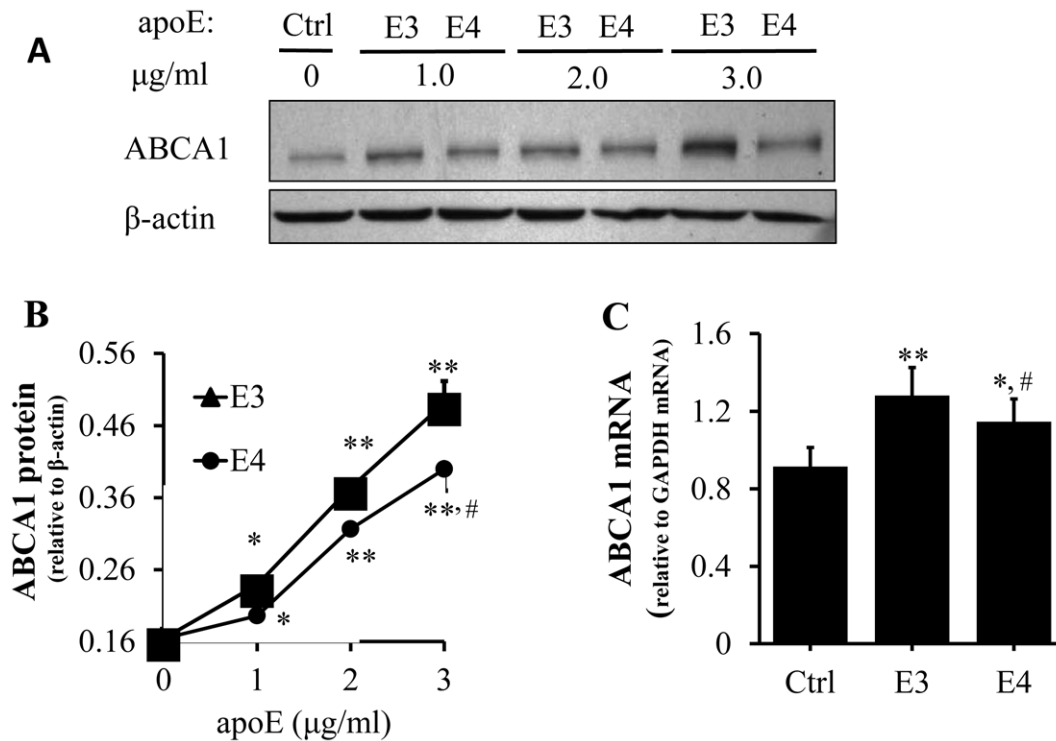 A
apoE: Ctrl E3 E4 E3 E4 E3 E4
μg/ml 0 1.0 2.0 3.0
ABCA1
β-actin
B
ABCA1 protein
(relative to β-actin)
0.56
0.46
0.36
0.26
0.16
E3
E4
**
**
**, #
**
*
*
0 1 2 3
apoE (μg/ml)
C
ABCA1 mRNA
(relative to GAPDH mRNA)
1.6
1.2
0.8
0.4
0
**
*, #
Ctrl E3 E4